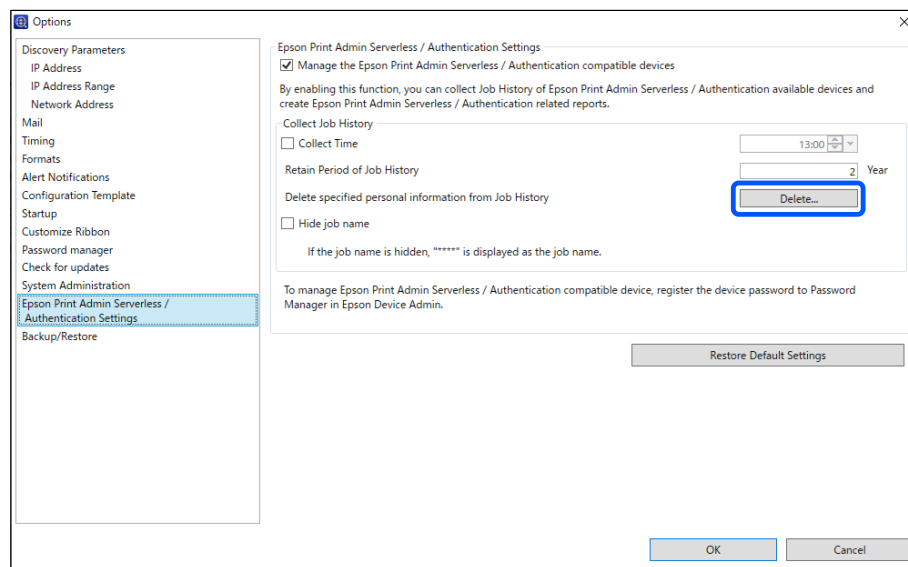 Options
Discovery Parameters
IP Address
IP Address Range
Network Address
Mail
Timing
Formats
Alert Notifications
Configuration Template
Startup
Customize Ribbon
Password manager
Check for updates
System Administration
Epson Print Admin Serverless /
Authentication Settings
Backup/Restore
Epson Print Admin Serverless / Authentication Settings
Manage the Epson Print Admin Serverless / Authentication compatible devices
By enabling this function, you can collect Job History of Epson Print Admin Serverless / Authentication available devices and
create Epson Print Admin Serverless / Authentication related reports.
Collect Job History
Collect Time 13:00
Retain Period of Job History 2 Year
Delete specified personal information from Job History Delete...
Hide job name
If the job name is hidden, "*****" is displayed as the job name.
To manage Epson Print Admin Serverless / Authentication compatible device, register the device password to Password
Manager in Epson Device Admin.
Restore Default Settings
OK Cancel